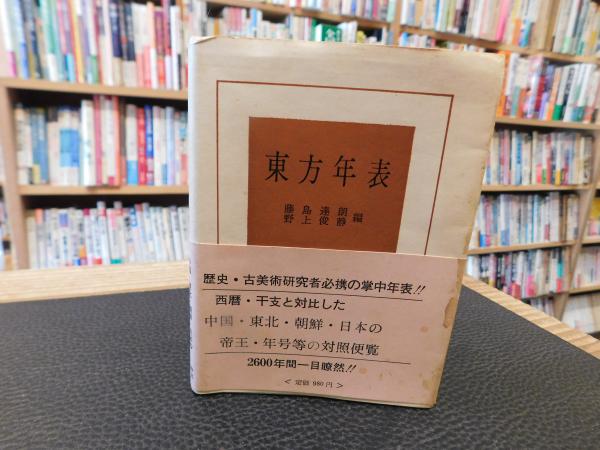 東方年表
藤島達朗
野上俊静 編
歴史・古美術研究者必携の掌中年表!!
西暦・干支と対比した
中国・東北・朝鮮・日本の
帝王・年号等の対照便覧
2600年間一目瞭然!!
<定価 980円>